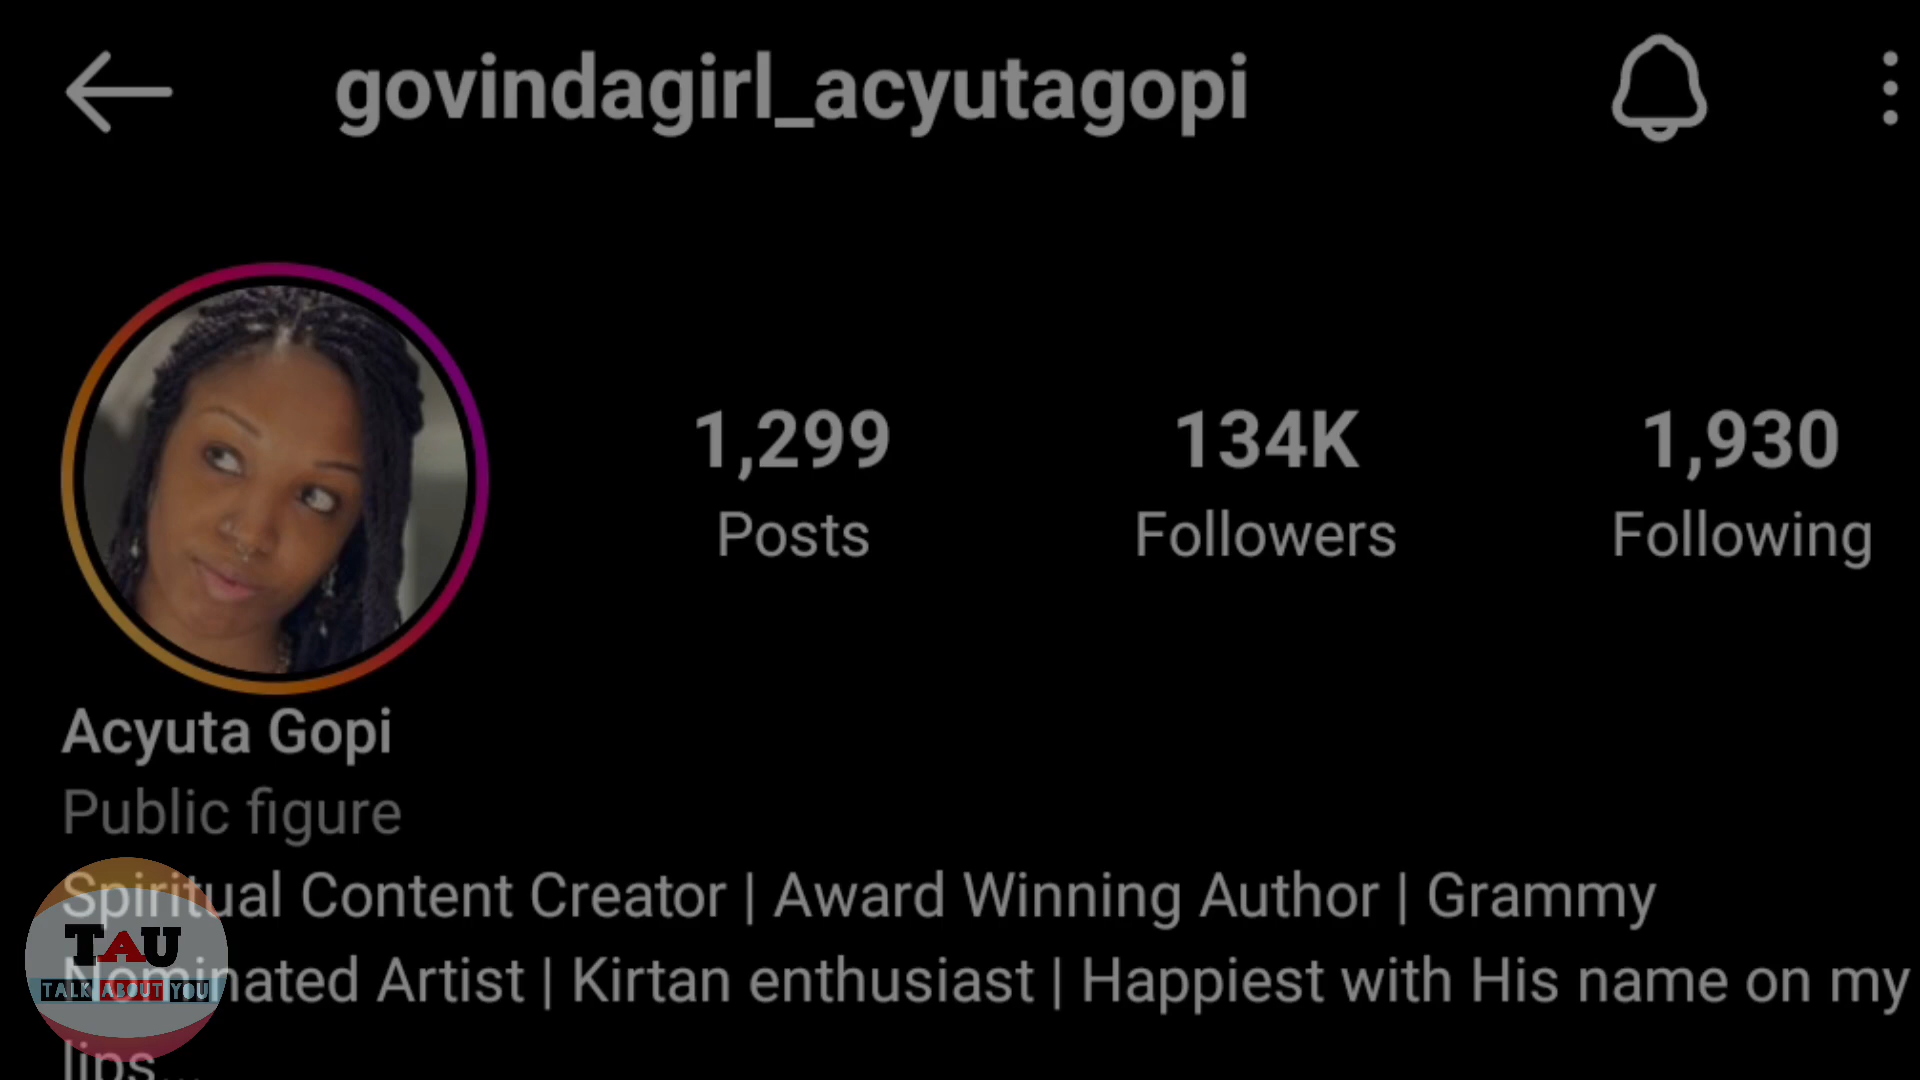 govindagirl_acyutagopi
1,299
134K
1,930
Posts
Followers
Following
Acyuta Gopi
Public figure
Spiritual Content Creator | Award Winning Author | Grammy
Nominated Artist | Kirtan enthusiast | Happiest with His name on my
lips...
TAU
TALK ABOUT YOU